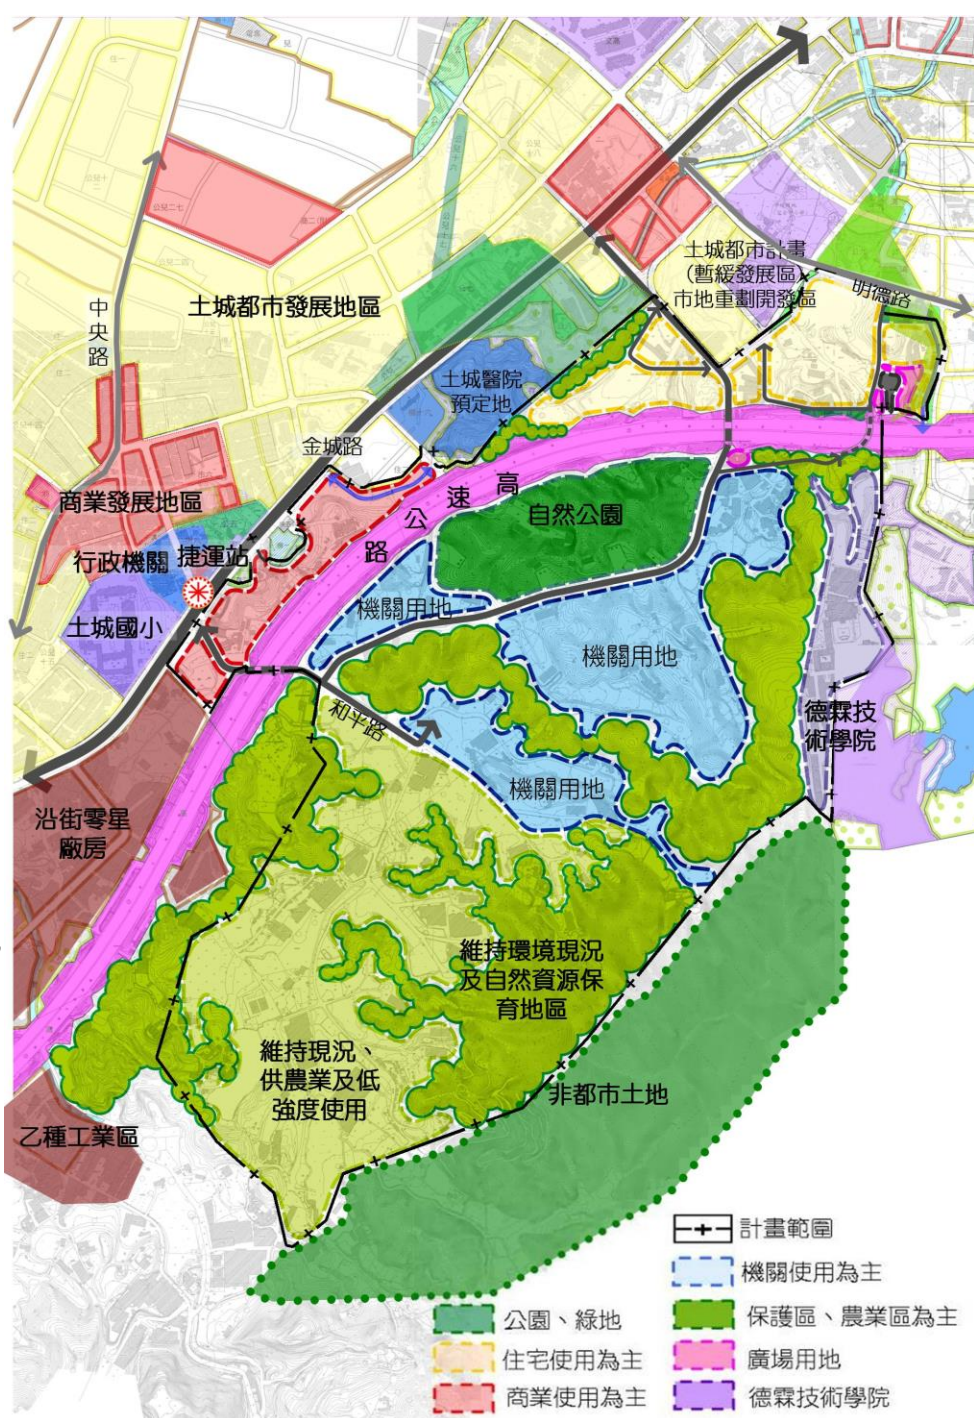 土城都市計畫
（暫緩發展區）
市地重劃開發區
明德路
土城都市發展地區
中央路
土城醫院
預定地
金城路
高速公路
商業發展地區
自然公園
行政機關
捷運站
機關用地
土城國小
機關用地
和平路
德霖技
術學院
機關用地
沿街零星
廠房
維持環境現況
及自然資源保
育地區
維持現況、
供農業及低
強度使用
非都市土地
乙種工業區
計畫範圍
機關使用為主
公園、綠地
保護區、農業區為主
住宅使用為主
廣場用地
商業使用為主
德霖技術學院